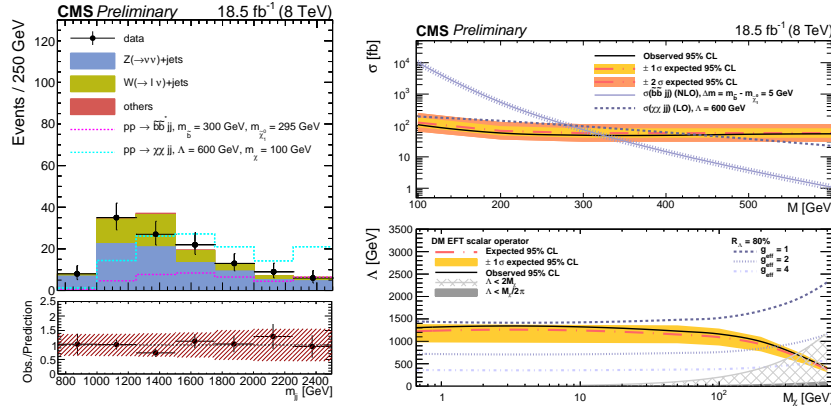 CMS Preliminary 18.5 fb⁻¹ (8 TeV)
Events / 250 GeV
120
100
80
60
40
20
0
data
Z(→νν)+jets
W(→ l ν)+jets
others
pp → b̃b̃* jj, m_b̃ = 300 GeV, m_χ̃⁰₁ = 295 GeV
pp → χχ jj, Λ = 600 GeV, m_χ = 100 GeV
Obs./Prediction
2.5
2
1.5
1
0.5
0
800 1000 1200 1400 1600 1800 2000 2200 2400
m_jj [GeV]
CMS Preliminary 18.5 fb⁻¹ (8 TeV)
σ [fb]
10⁵
10⁴
10³
10²
10
1
Observed 95% CL
± 1 σ expected 95% CL
± 2 σ expected 95% CL
σ(b̃b̃ jj) (NLO), Δm = m_b̃ - m_χ̃⁰₁ = 5 GeV
σ(χχ jj) (LO), Λ = 600 GeV
100 200 300 400 500
M [GeV]
Λ [GeV]
3500
3000
2500
2000
1500
1000
500
0
DM EFT scalar operator
Expected 95% CL
± 1 σ expected 95% CL
Observed 95% CL
Λ < 2M_χ
Λ < M_χ/2π
R_Λ = 80%
g_eff = 1
g_eff = 2
g_eff = 4
1 10 10²
M_χ [GeV]